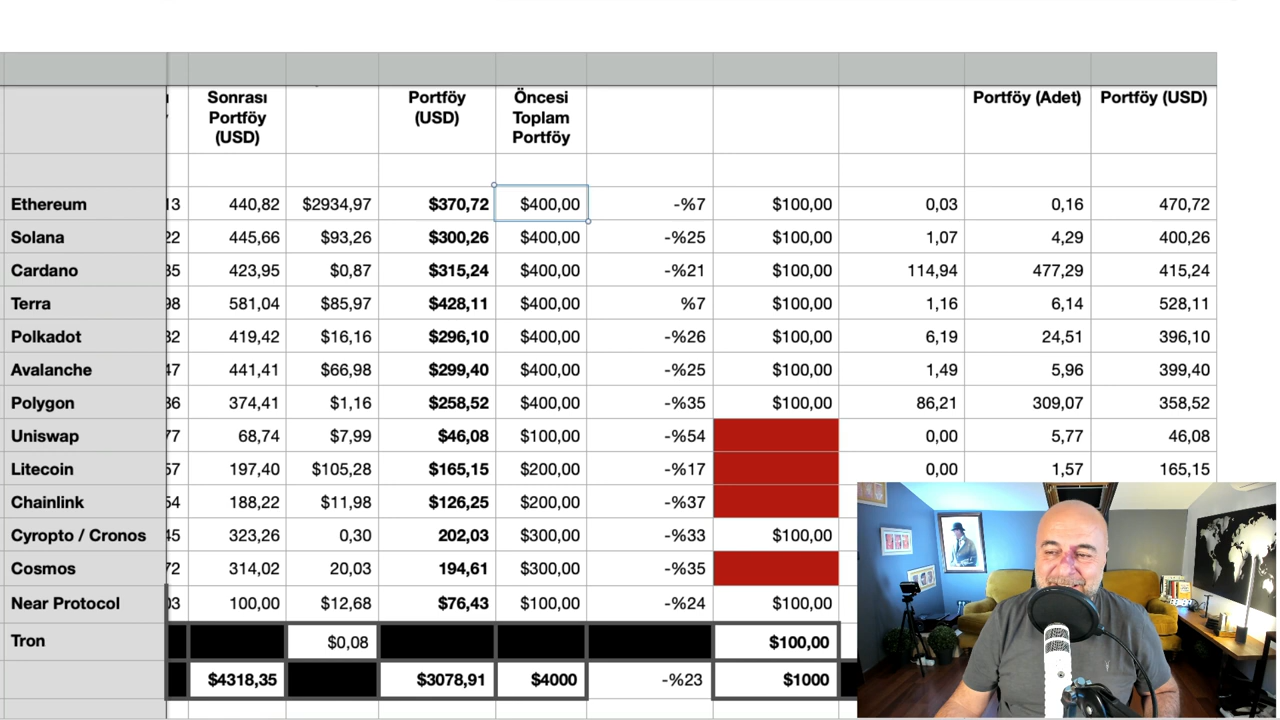 Sonrası Portföy (USD) Portföy (USD) Öncesi Toplam Portföy Portföy (Adet) Portföy (USD)
Ethereum 13 440,82 $2934,97 $370,72 $400,00 -%7 $100,00 0,03 0,16 470,72
Solana 22 445,66 $93,26 $300,26 $400,00 -%25 $100,00 1,07 4,29 400,26
Cardano 35 423,95 $0,87 $315,24 $400,00 -%21 $100,00 114,94 477,29 415,24
Terra 98 581,04 $85,97 $428,11 $400,00 %7 $100,00 1,16 6,14 528,11
Polkadot 32 419,42 $16,16 $296,10 $400,00 -%26 $100,00 6,19 24,51 396,10
Avalanche 47 441,41 $66,98 $299,40 $400,00 -%25 $100,00 1,49 5,96 399,40
Polygon 36 374,41 $1,16 $258,52 $400,00 -%35 $100,00 86,21 309,07 358,52
Uniswap 77 68,74 $7,99 $46,08 $100,00 -%54 0,00 5,77 46,08
Litecoin 57 197,40 $105,28 $165,15 $200,00 -%17 0,00 1,57 165,15
Chainlink 54 188,22 $11,98 $126,25 $200,00 -%37
Cyropto / Cronos 45 323,26 0,30 202,03 $300,00 -%33 $100,00
Cosmos 72 314,02 20,03 194,61 $300,00 -%35
Near Protocol 03 100,00 $12,68 $76,43 $100,00 -%24 $100,00
Tron $0,08 $100,00
$4318,35 $3078,91 $4000 -%23 $1000